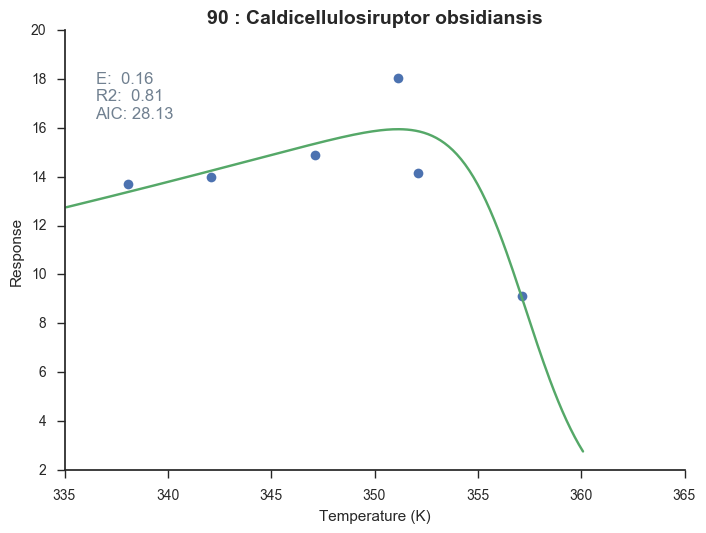 90 : Caldicellulosiruptor obsidiansis
E: 0.16
R2: 0.81
AIC: 28.13
Response
20
18
16
14
12
10
8
6
4
2
335 340 345 350 355 360 365
Temperature (K)